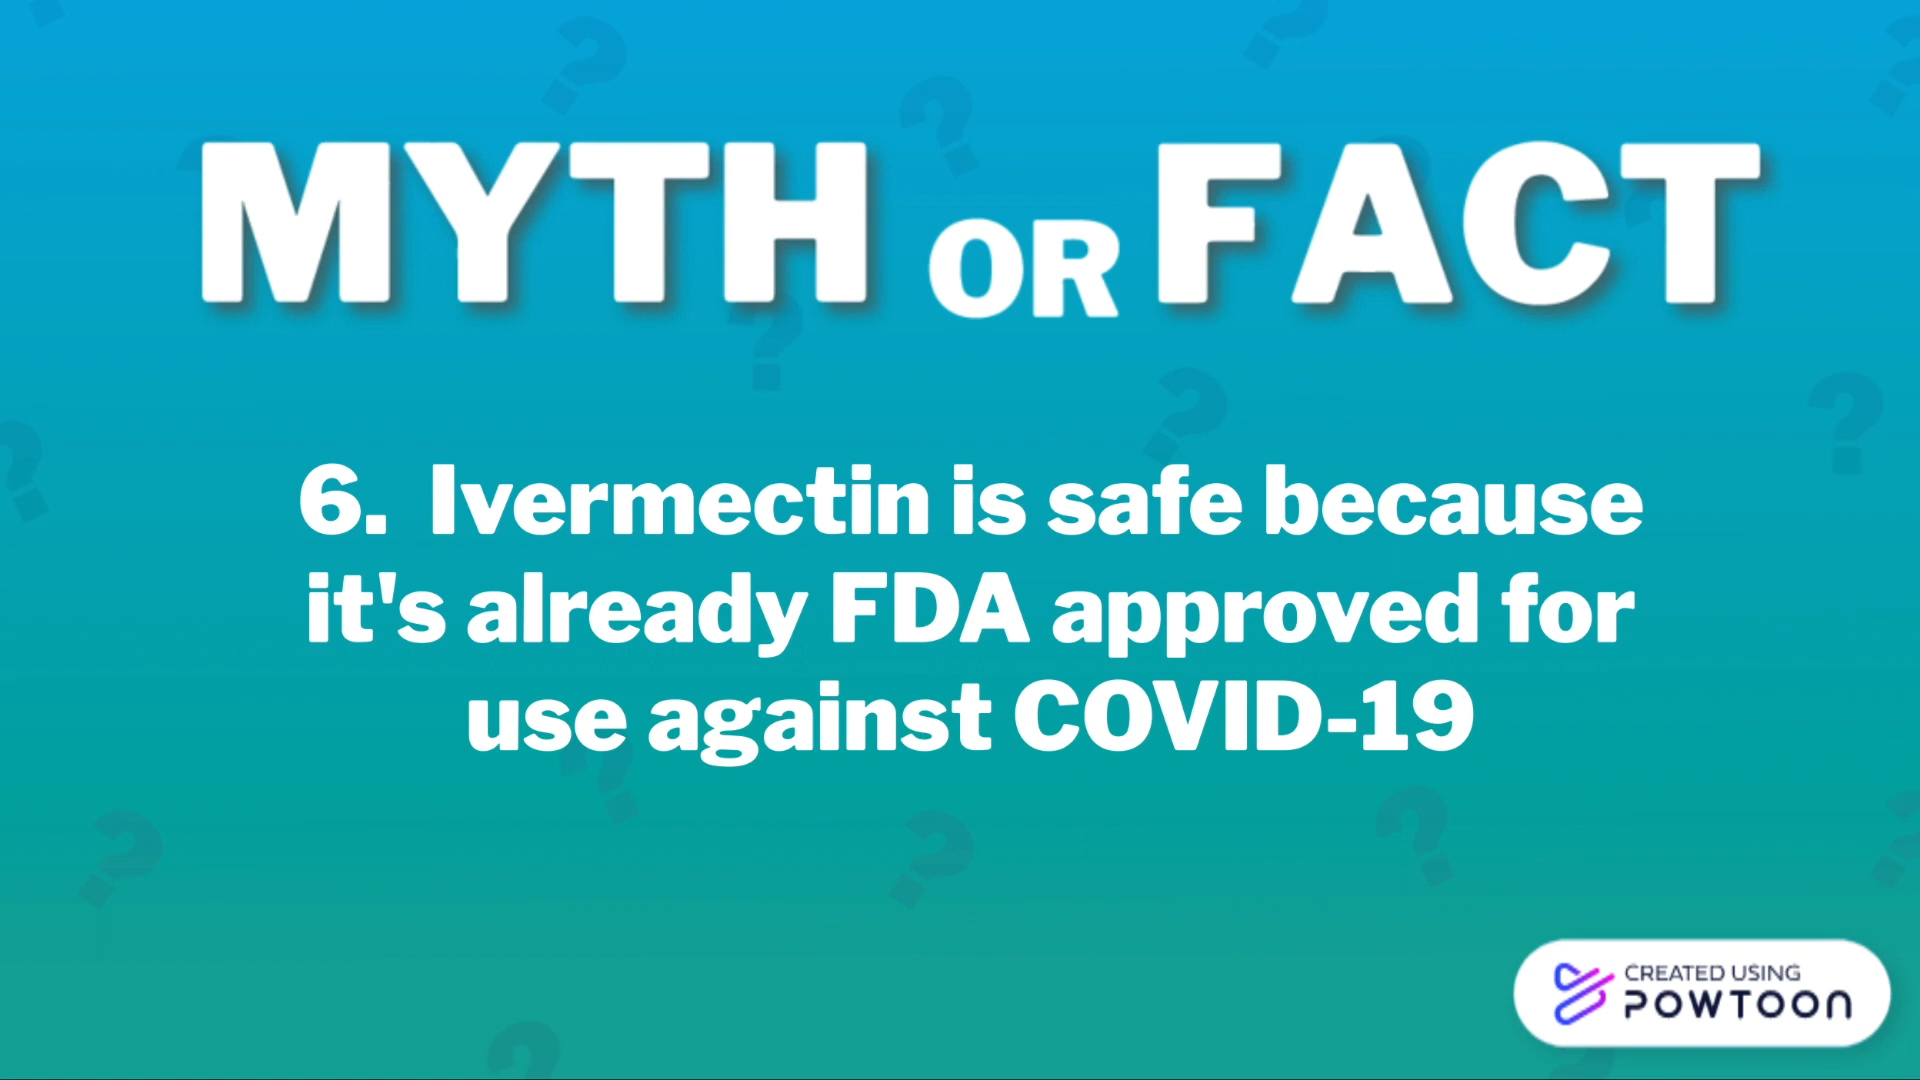 MYTH OR FACT
6. Ivermectin is safe because
it's already FDA approved for
use against COVID-19
CREATED USING
POWTOON